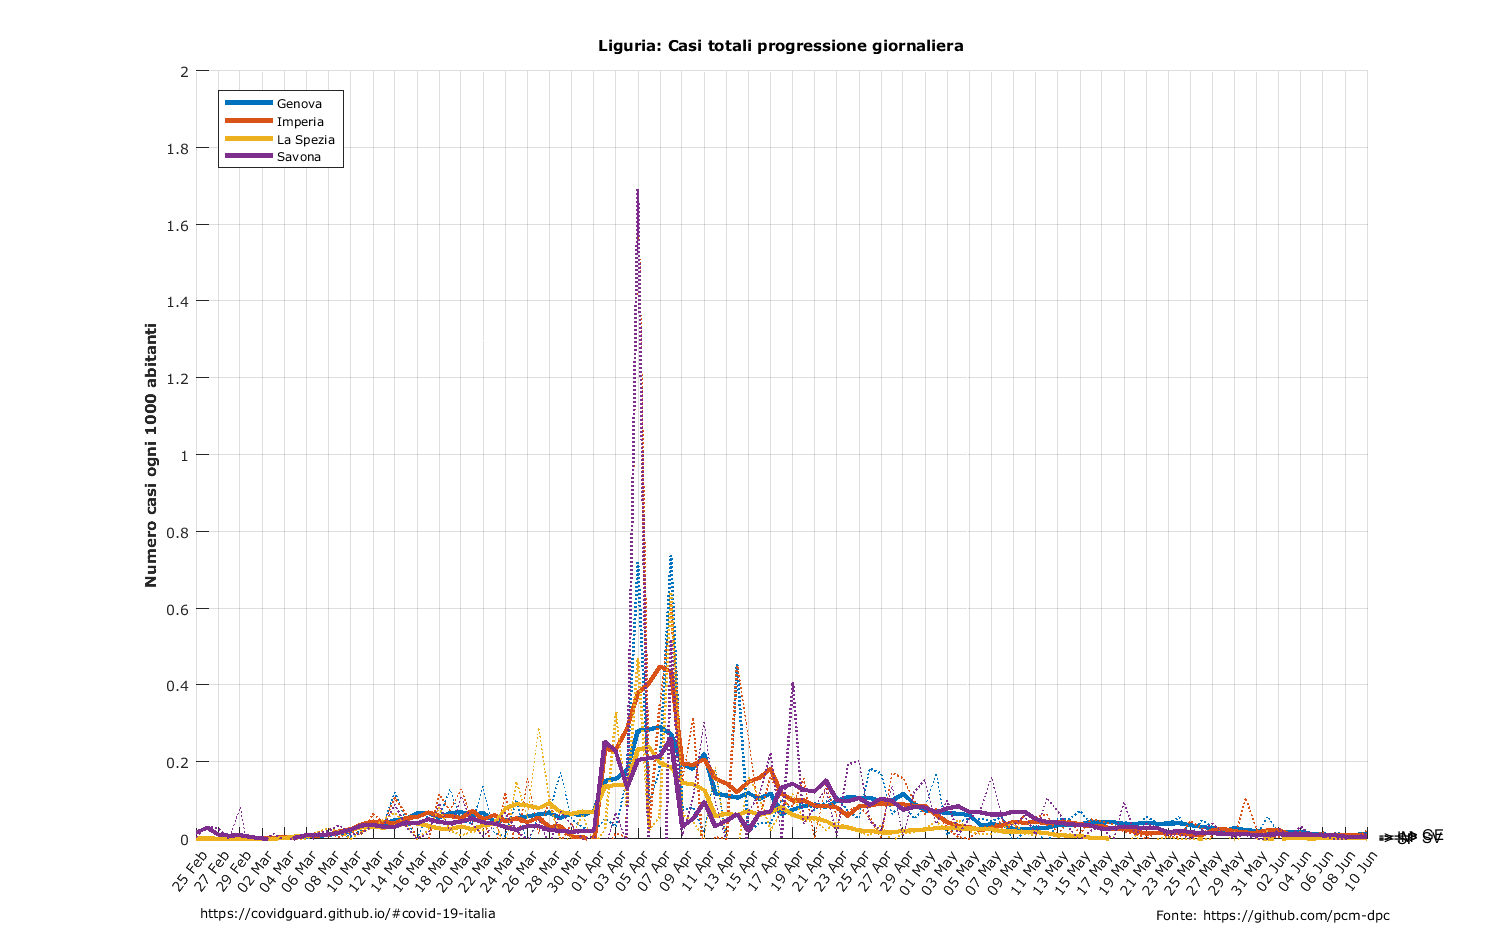 Liguria: Casi totali progressione giornaliera
Numero casi ogni 1000 abitanti
2
1.8
1.6
1.4
1.2
1
0.8
0.6
0.4
0.2
0
Genova
Imperia
La Spezia
Savona
25 Feb
27 Feb
29 Feb
02 Mar
04 Mar
06 Mar
08 Mar
10 Mar
12 Mar
14 Mar
16 Mar
18 Mar
20 Mar
22 Mar
24 Mar
26 Mar
28 Mar
30 Mar
01 Apr
03 Apr
05 Apr
07 Apr
09 Apr
11 Apr
13 Apr
15 Apr
17 Apr
19 Apr
21 Apr
23 Apr
25 Apr
27 Apr
29 Apr
01 May
03 May
05 May
07 May
09 May
11 May
13 May
15 May
17 May
19 May
21 May
23 May
25 May
27 May
29 May
31 May
02 Jun
04 Jun
06 Jun
08 Jun
10 Jun
https://covidguard.github.io/#covid-19-italia
Fonte: https://github.com/pcm-dpc